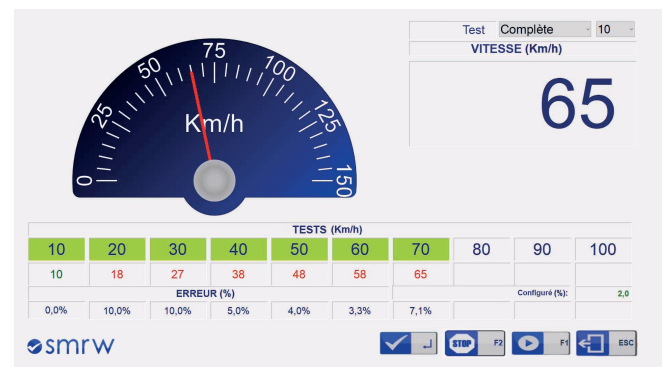 Test Complète 10
VITESSE (Km/h)
65
0 25 50 75 100 125 150
Km/h
TESTS (Km/h)
10 20 30 40 50 60 70 80 90 100
10 18 27 38 48 58 65
ERREUR (%) Configuré (%): 2,0
0,0% 10,0% 10,0% 5,0% 4,0% 3,3% 7,1%
smrw
STOP F2 F1 ESC